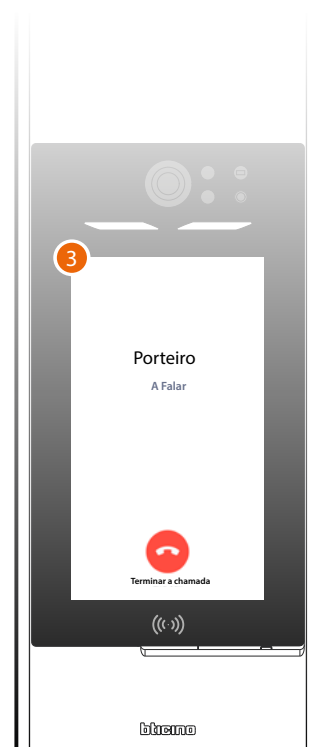 3
Porteiro
A Falar
Terminar a chamada
bticino